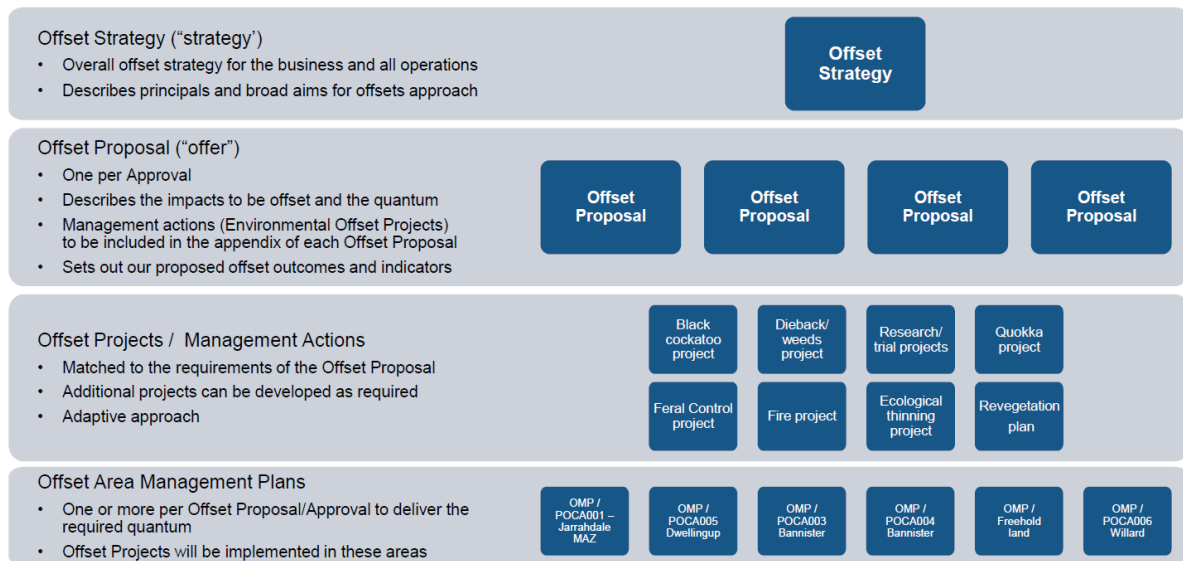 Offset Strategy (“strategy’)
• Overall offset strategy for the business and all operations
• Describes principals and broad aims for offsets approach
Offset
Strategy
Offset Proposal (“offer”)
• One per Approval
• Describes the impacts to be offset and the quantum
• Management actions (Environmental Offset Projects)
to be included in the appendix of each Offset Proposal
• Sets out our proposed offset outcomes and indicators
Offset
Proposal
Offset
Proposal
Offset
Proposal
Offset
Proposal
Offset Projects / Management Actions
• Matched to the requirements of the Offset Proposal
• Additional projects can be developed as required
• Adaptive approach
Black
cockatoo
project
Dieback/
weeds
project
Research/
trial projects
Quokka
project
Feral Control
project
Fire project
Ecological
thinning
project
Revegetation
plan
Offset Area Management Plans
• One or more per Offset Proposal/Approval to deliver the
required quantum
• Offset Projects will be implemented in these areas
OMP /
POCA001 –
Jarrahdale
MAZ
OMP /
POCA005
Dwellingup
OMP /
POCA003
Bannister
OMP /
POCA004
Bannister
OMP /
Freehold
land
OMP /
POCA006
Willard